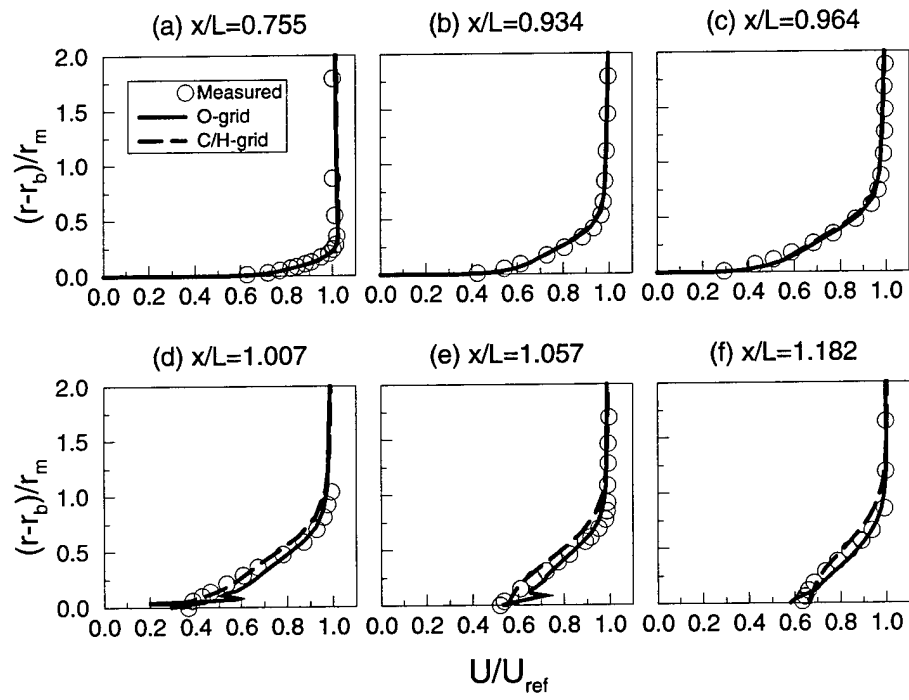 (a) x/L=0.755
(b) x/L=0.934
(c) x/L=0.964
2.0
1.5
1.0
0.5
0.0
(r-r_b)/r_m
Measured
O-grid
C/H-grid
0.0 0.2 0.4 0.6 0.8 1.0
0.0 0.2 0.4 0.6 0.8 1.0
0.0 0.2 0.4 0.6 0.8 1.0
(d) x/L=1.007
(e) x/L=1.057
(f) x/L=1.182
2.0
1.5
1.0
0.5
0.0
(r-r_b)/r_m
0.0 0.2 0.4 0.6 0.8 1.0
0.0 0.2 0.4 0.6 0.8 1.0
0.0 0.2 0.4 0.6 0.8 1.0
U/U_ref